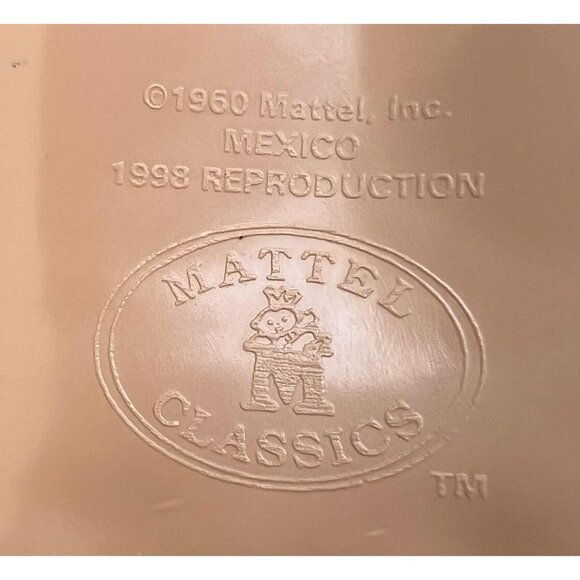 ©1960 Mattel, Inc.
MEXICO
1998 REPRODUCTION
MATTEL
M
CLASSICS
TM